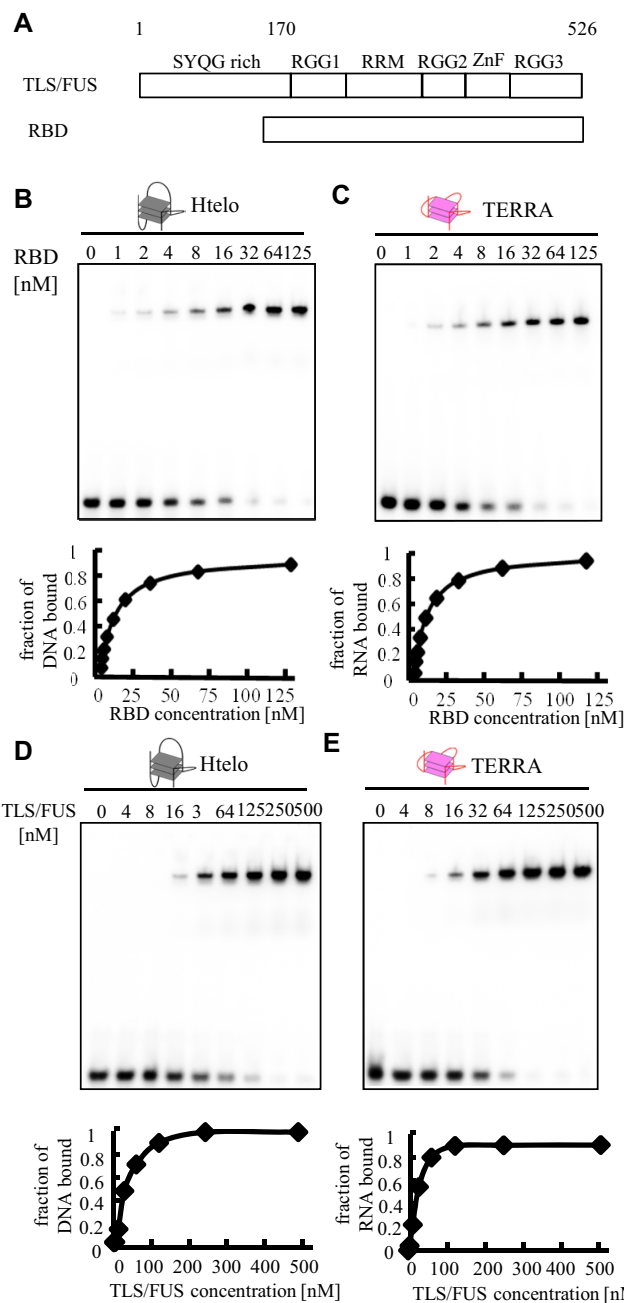 A
1 170 526
SYQG rich RGG1 RRM RGG2 ZnF RGG3
TLS/FUS
RBD
B
Htelo
RBD
[nM]
0 1 2 4 8 16 32 64 125
1
0.8
0.6
0.4
0.2
0
fraction of
DNA bound
0 25 50 75 100 125
RBD concentration [nM]
C
TERRA
0 1 2 4 8 16 32 64 125
1
0.8
0.6
0.4
0.2
0
fraction of
RNA bound
0 25 50 75 100 125
RBD concentration [nM]
D
Htelo
TLS/FUS
[nM]
0 4 8 16 3 64 125 250 500
1
0.8
0.6
0.4
0.2
0
fraction of
DNA bound
0 100 200 300 400 500
TLS/FUS concentration [nM]
E
TERRA
0 4 8 16 32 64 125 250 500
1
0.8
0.6
0.4
0.2
0
fraction of
RNA bound
0 100 200 300 400 500
TLS/FUS concentration [nM